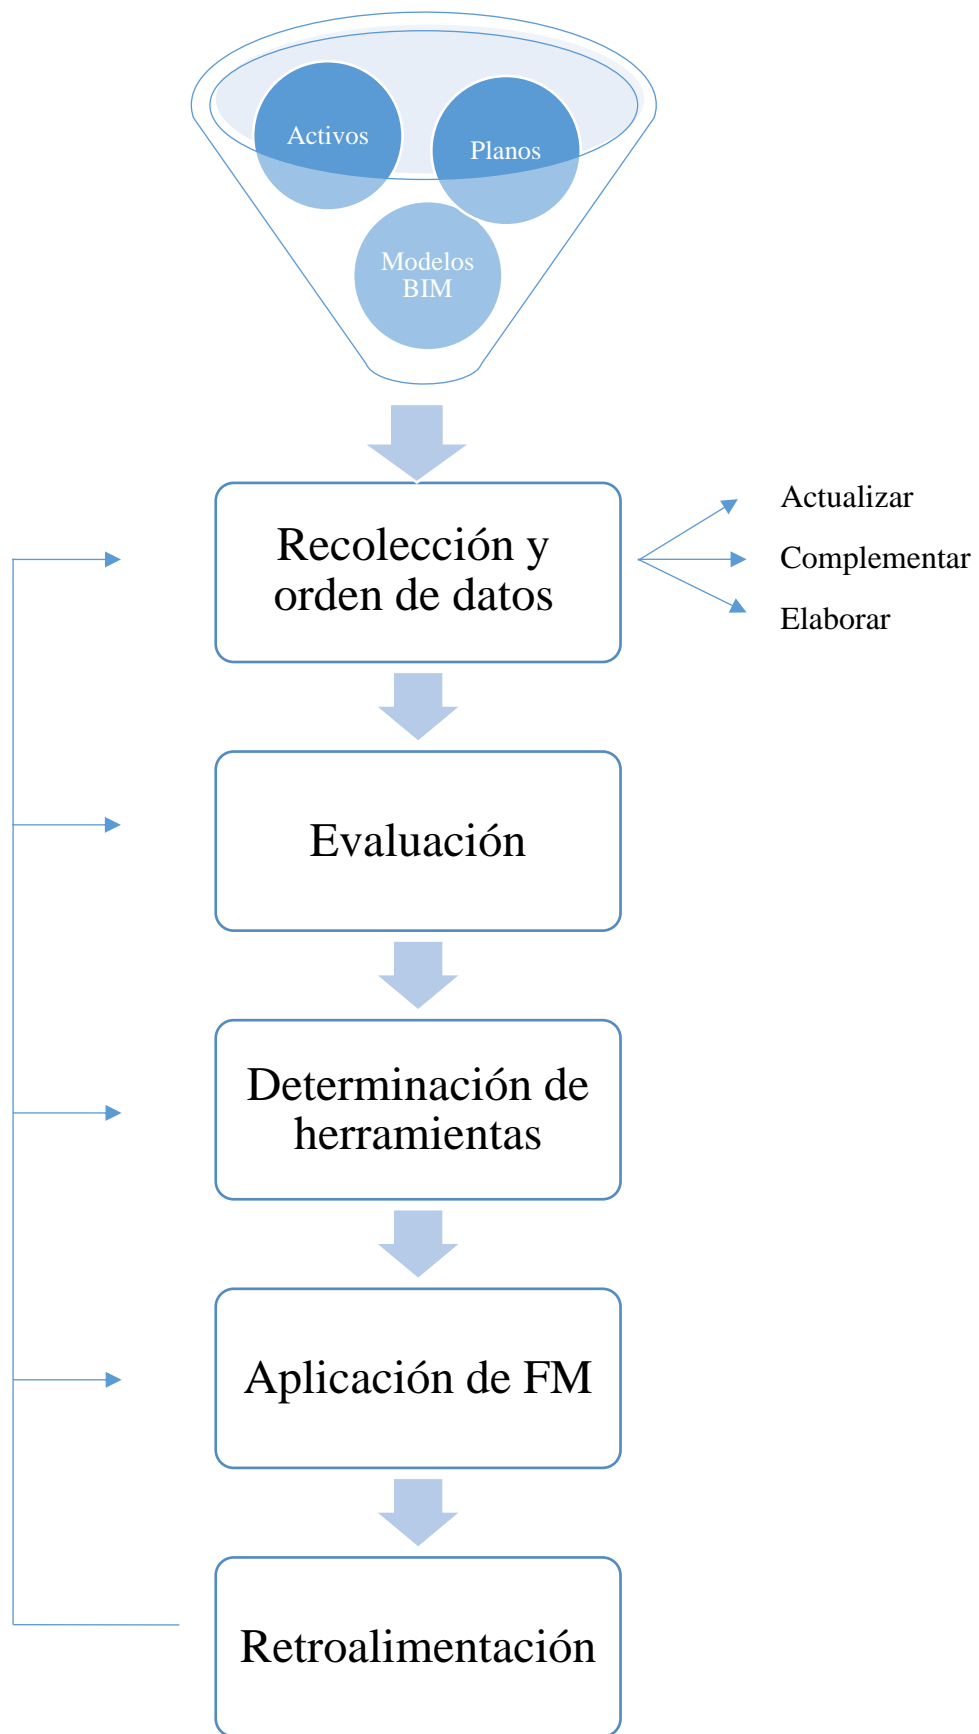 Activos
Planos
Modelos
BIM
Recolección y
orden de datos
Actualizar
Complementar
Elaborar
Evaluación
Determinación de
herramientas
Aplicación de FM
Retroalimentación